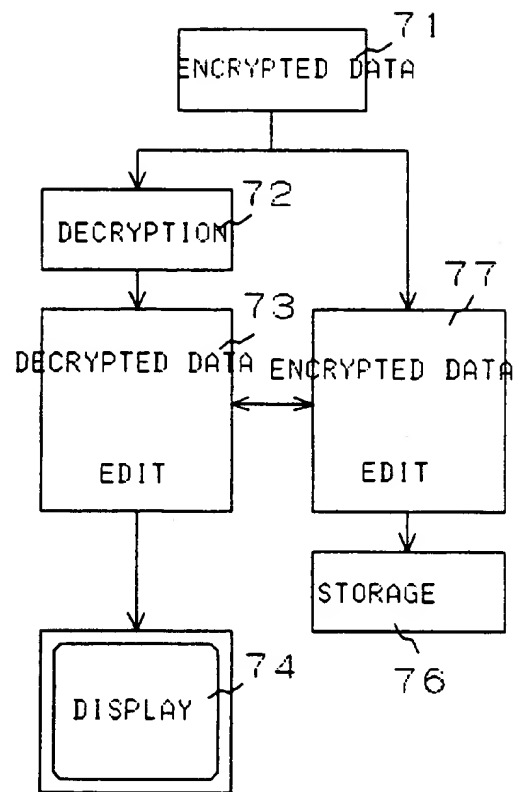 71
ENCRYPTED DATA
72
DECRYPTION
73
DECRYPTED DATA
EDIT
77
ENCRYPTED DATA
EDIT
STORAGE
76
74
DISPLAY